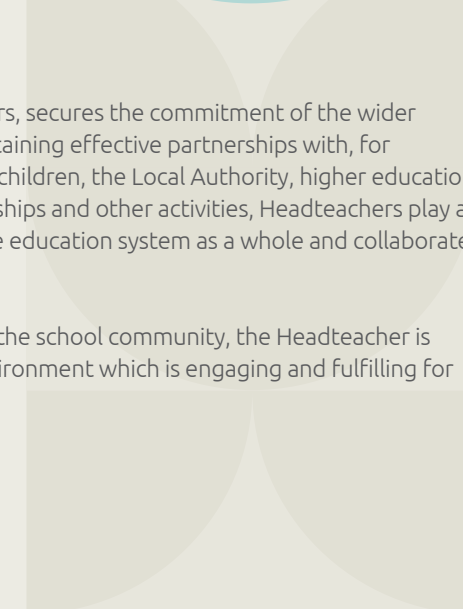 rs, secures the commitment of the wider
taining effective partnerships with, for
children, the Local Authority, higher educatio
ships and other activities, Headteachers play a
e education system as a whole and collaborate
the school community, the Headteacher is
ironment which is engaging and fulfilling for